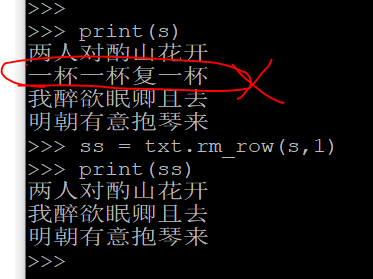 >>>
>>> print(s)
两人对酌山花开
一杯一杯复一杯
我醉欲眠卿且去
明朝有意抱琴来
>>> ss = txt.rm_row(s,1)
>>> print(ss)
两人对酌山花开
我醉欲眠卿且去
明朝有意抱琴来
>>>